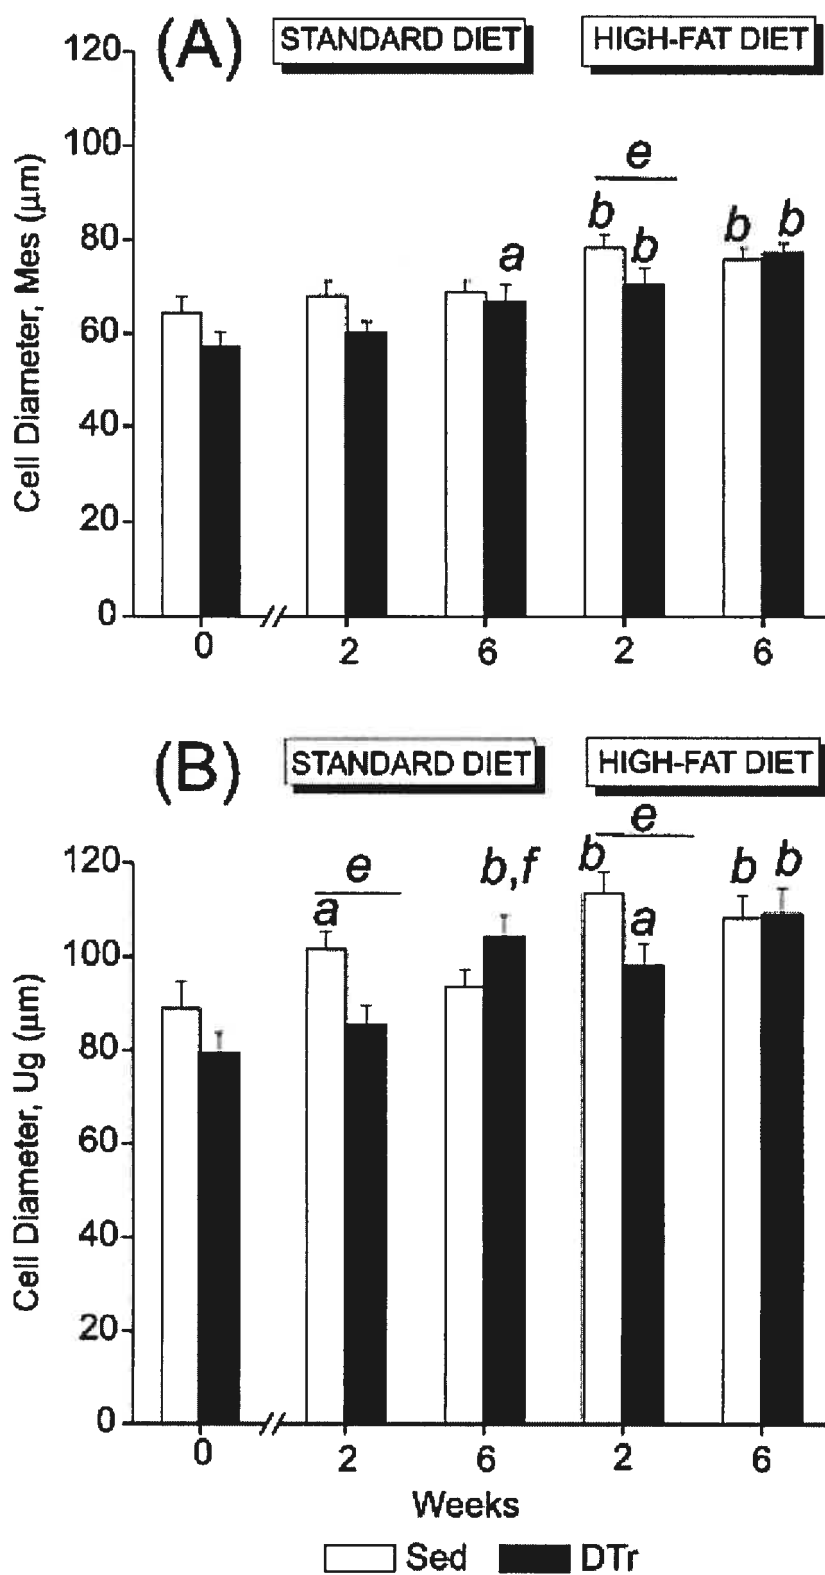 (A) STANDARD DIET HIGH-FAT DIET
120
100
80
60
40
20
0
Cell Diameter, Mes (μm)
e
b b b b
a
0 2 6 2 6
(B) STANDARD DIET HIGH-FAT DIET
120
100
80
60
40
20
0
Cell Diameter, Ug (μm)
e
e b,f b b b
a a
0 2 6 2 6
Weeks
Sed DTr